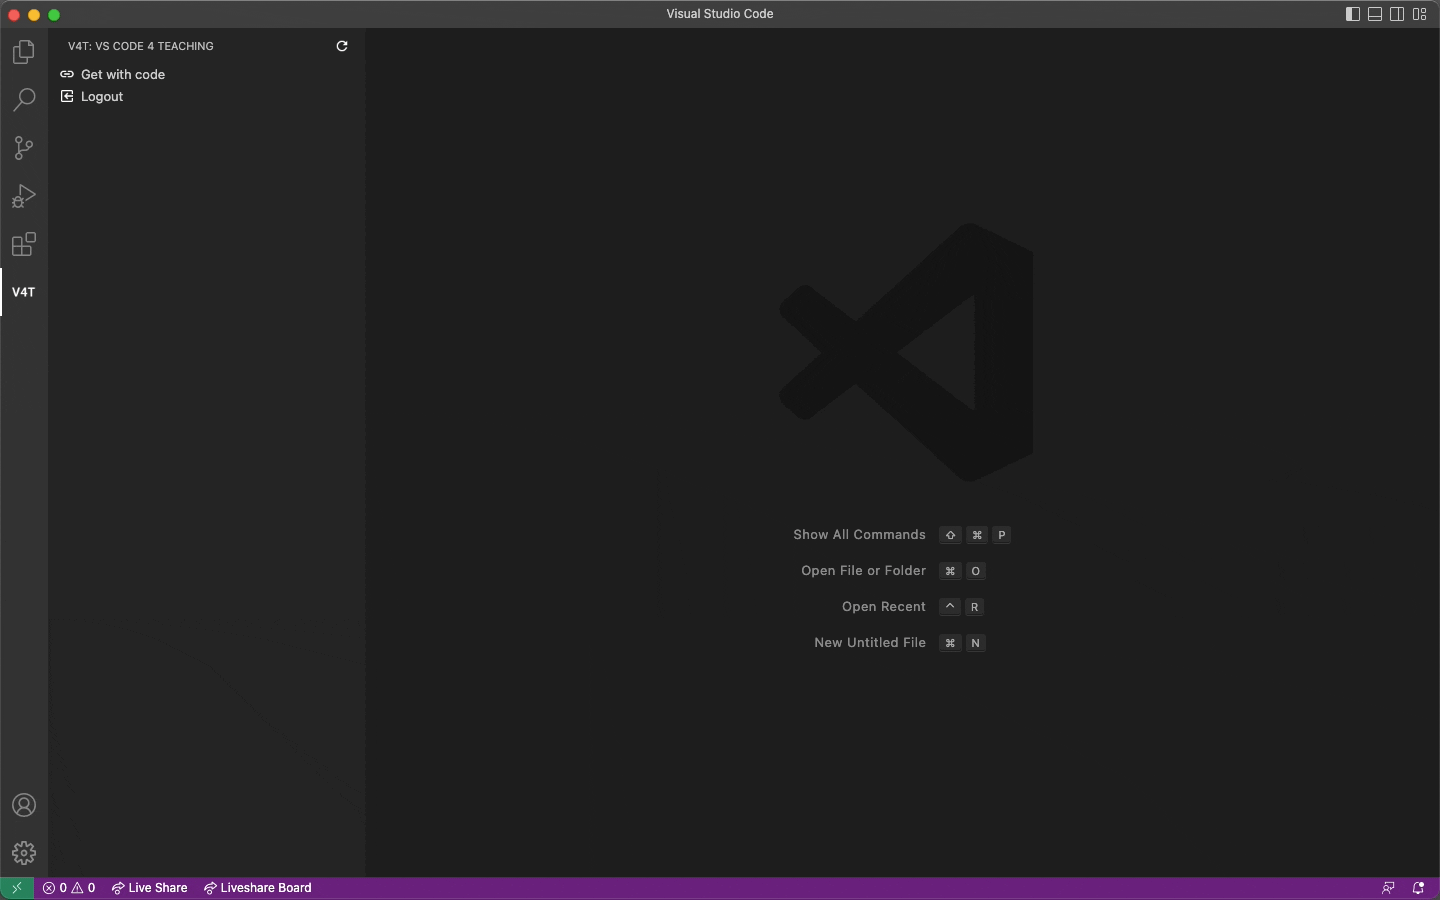 Visual Studio Code
V4T: VS CODE 4 TEACHING
Get with code
Logout
V4T
Show All Commands ⇧ ⌘ P
Open File or Folder ⌘ O
Open Recent ^ R
New Untitled File ⌘ N
0 0 Live Share Liveshare Board